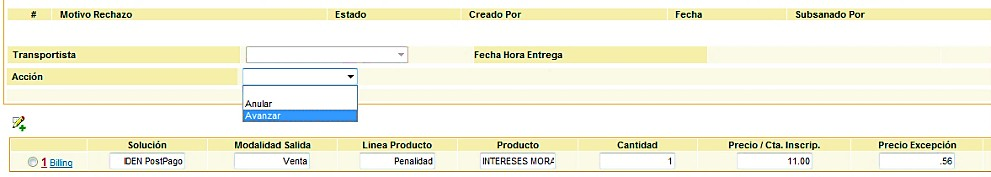 # Motivo Rechazo Estado Creado Por Fecha Subsanado Por
Transportista Fecha Hora Entrega
Acción
Anular
Avanzar
Solución Modalidad Salida Linea Producto Producto Cantidad Precio / Cta. Inscrip. Precio Excepción
1 Billing IDEN PostPago Venta Penalidad INTERESES MORA 1 11.00 .56